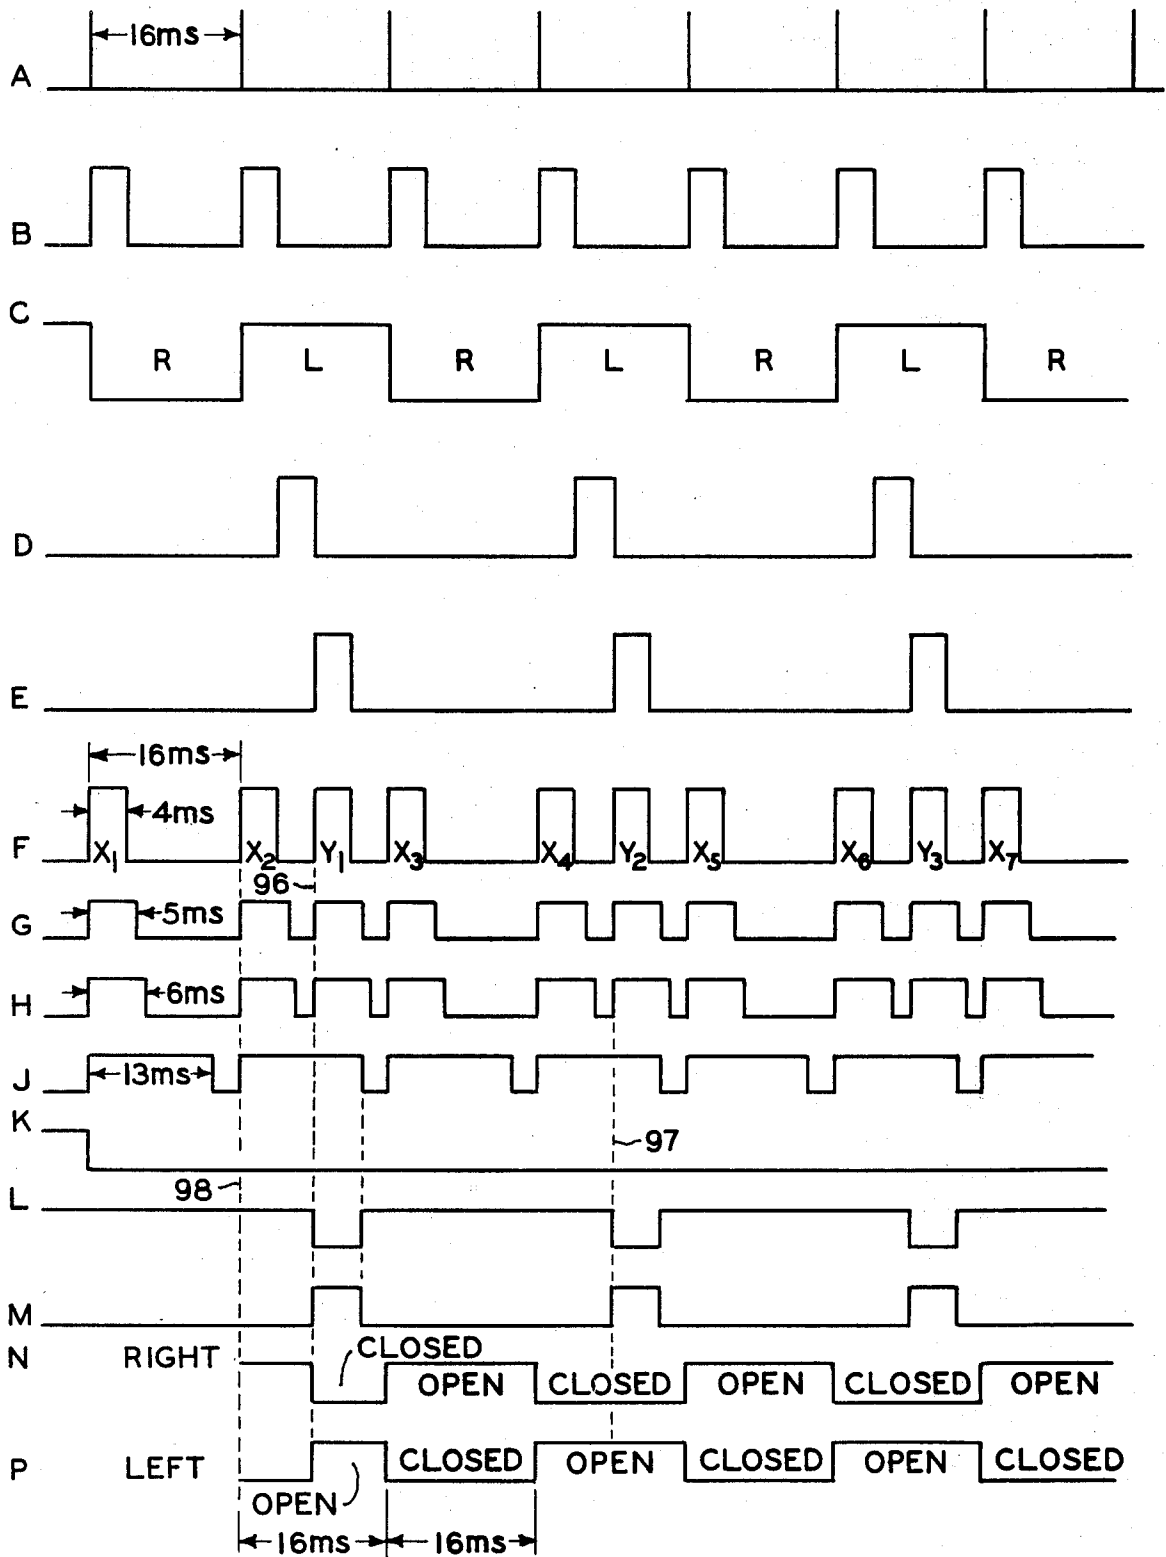 16ms
A
B
C
R L R L R L R
D
E
16ms
4ms
F X1 X2 Y1 X3 X4 Y2 X5 X6 Y3 X7
96
G 5ms
H 6ms
J 13ms
K
97
98
L
M
N RIGHT CLOSED
OPEN CLOSED OPEN CLOSED OPEN
P LEFT CLOSED OPEN CLOSED OPEN CLOSED
OPEN
16ms 16ms